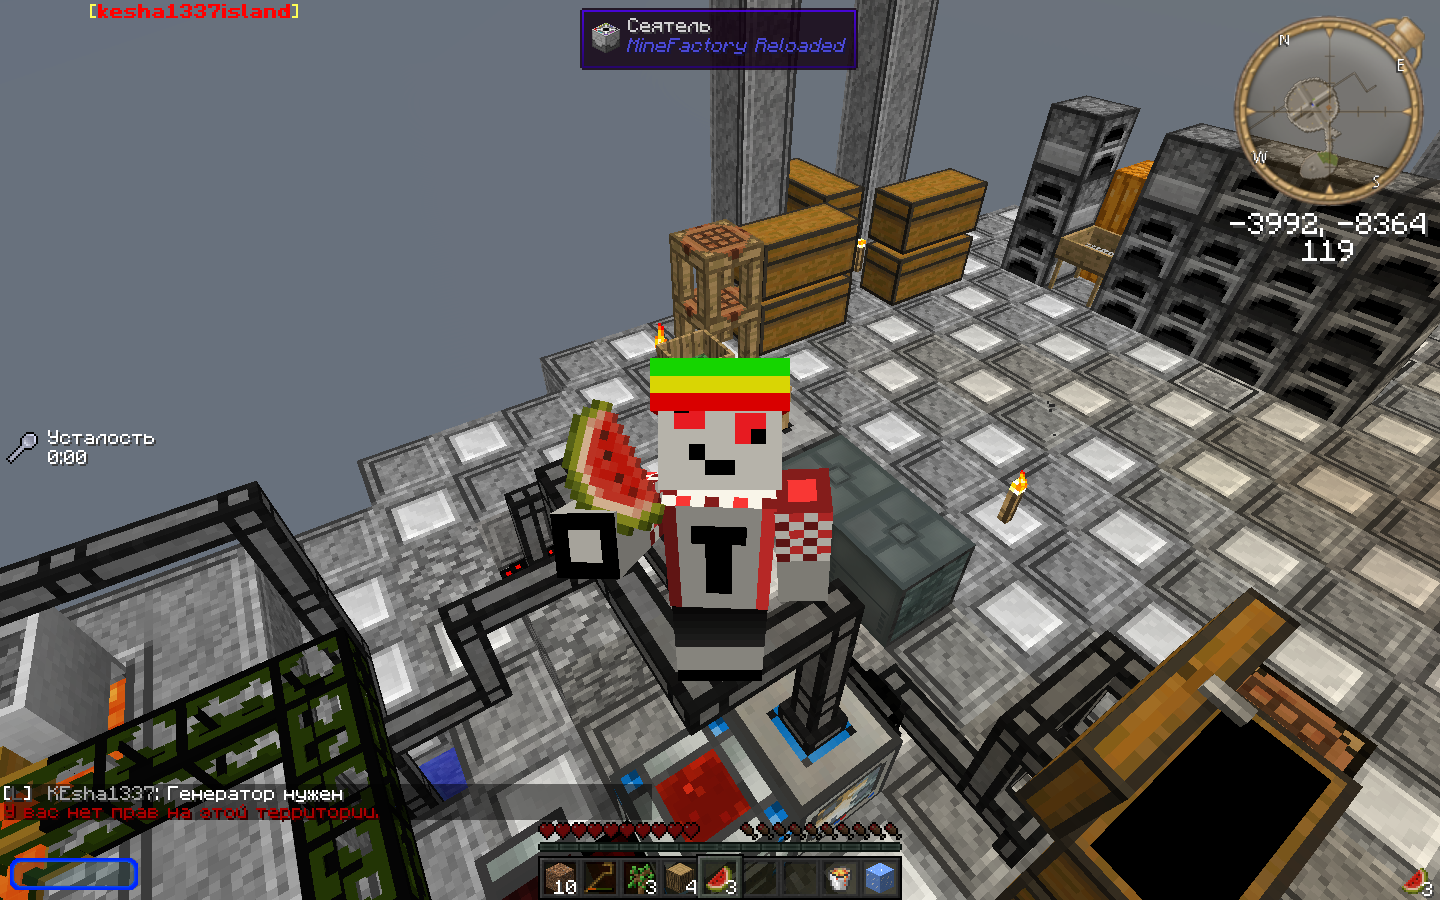 [kesha1337island]
Сеятель
MineFactory Reloaded
N
E
W
S
-3992, -8364
119
Усталость
0:00
T
[ ] KEsha1337: Генератор нужен
У вас нет прав на этой территории.
10
3
4
3
3